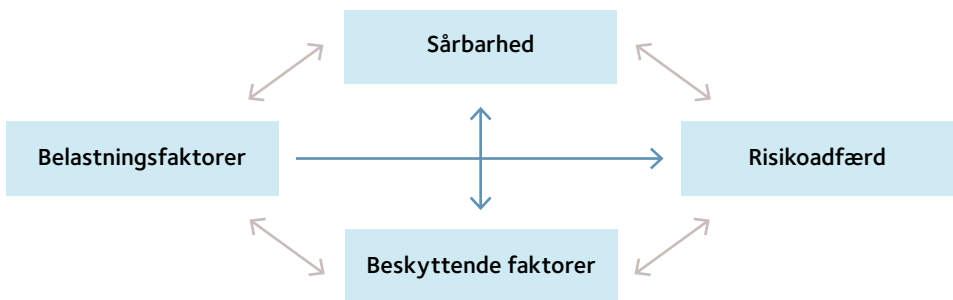 Sårbarhed
Belastningsfaktorer
Risikoadfærd
Beskyttende faktorer